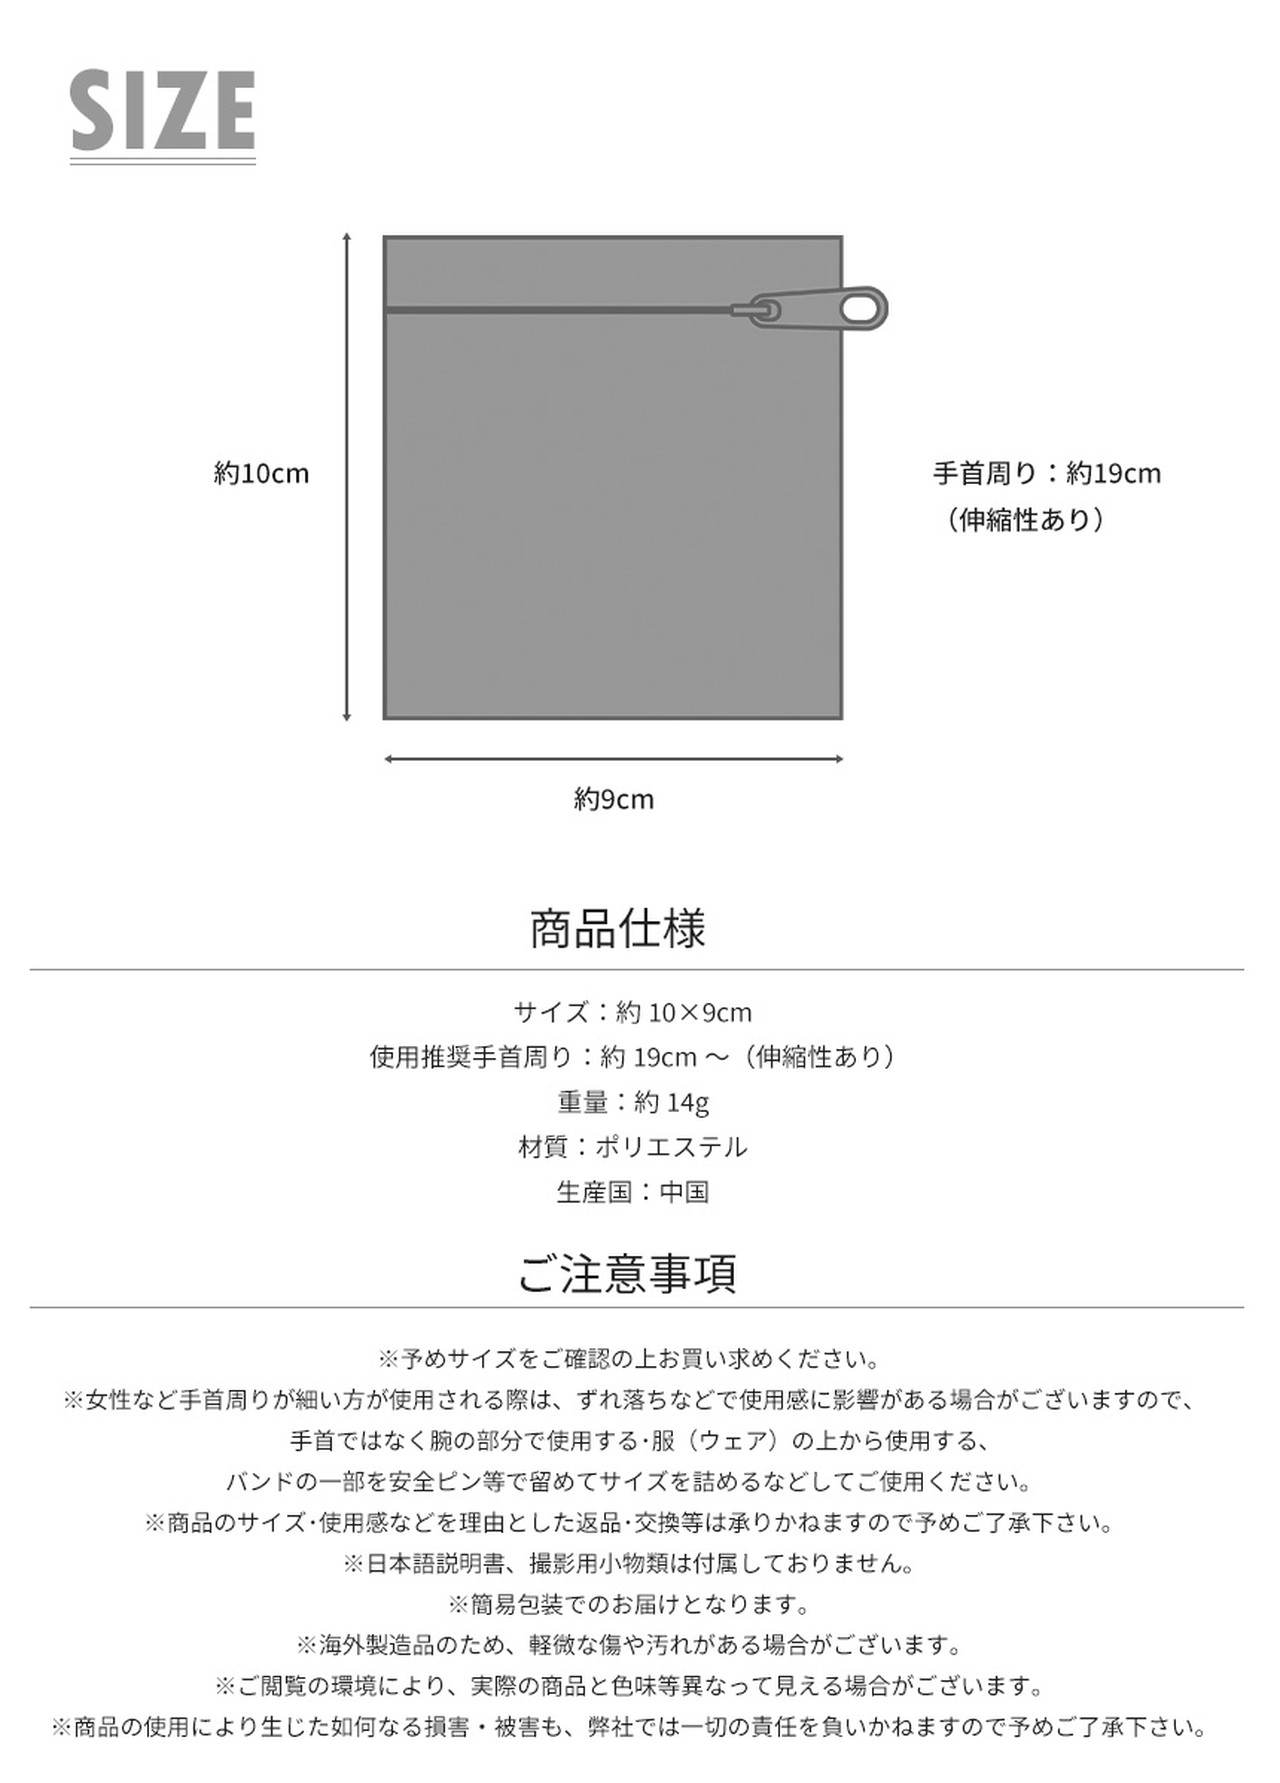 SIZE
約10cm
手首周り：約19cm
（伸縮性あり）
約9cm
商品仕様
サイズ：約 10×9cm
使用推奨手首周り：約 19cm ～（伸縮性あり）
重量：約 14g
材質：ポリエステル
生産国：中国
ご注意事項
※予めサイズをご確認の上お買い求めください。
※女性など手首周りが細い方が使用される際は、ずれ落ちなどで使用感に影響がある場合がございますので、
手首ではなく腕の部分で使用する･服（ウェア）の上から使用する、
バンドの一部を安全ピン等で留めてサイズを詰めるなどしてご使用ください。
※商品のサイズ･使用感などを理由とした返品･交換等は承りかねますので予めご了承下さい。
※日本語説明書、撮影用小物類は付属しておりません。
※簡易包装でのお届けとなります。
※海外製造品のため、軽微な傷や汚れがある場合がございます。
※ご閲覧の環境により、実際の商品と色味等異なって見える場合がございます。
※商品の使用により生じた如何なる損害・被害も、弊社では一切の責任を負いかねますので予めご了承下さい。